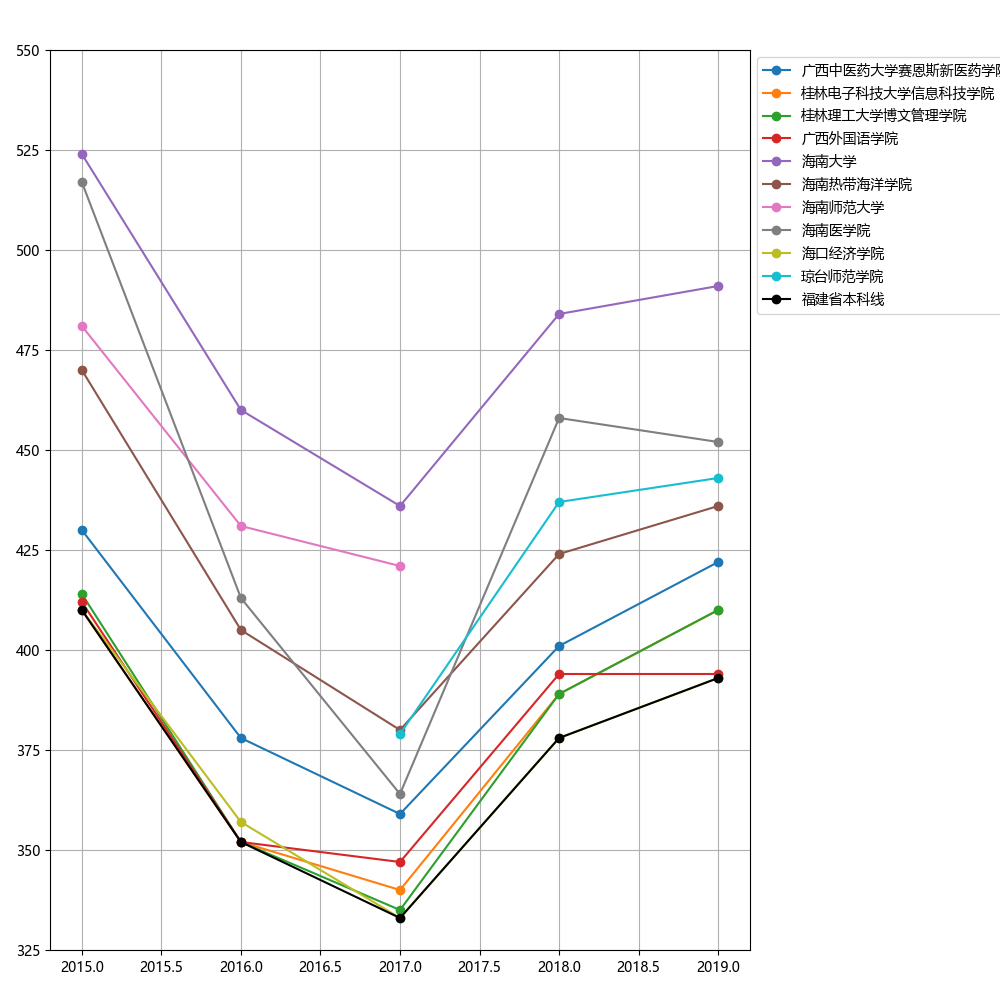 550
525
500
475
450
425
400
375
350
325
2015.0 2015.5 2016.0 2016.5 2017.0 2017.5 2018.0 2018.5 2019.0
广西中医药大学赛恩斯新医药学院
桂林电子科技大学信息科技学院
桂林理工大学博文管理学院
广西外国语学院
海南大学
海南热带海洋学院
海南师范大学
海南医学院
海口经济学院
琼台师范学院
福建省本科线